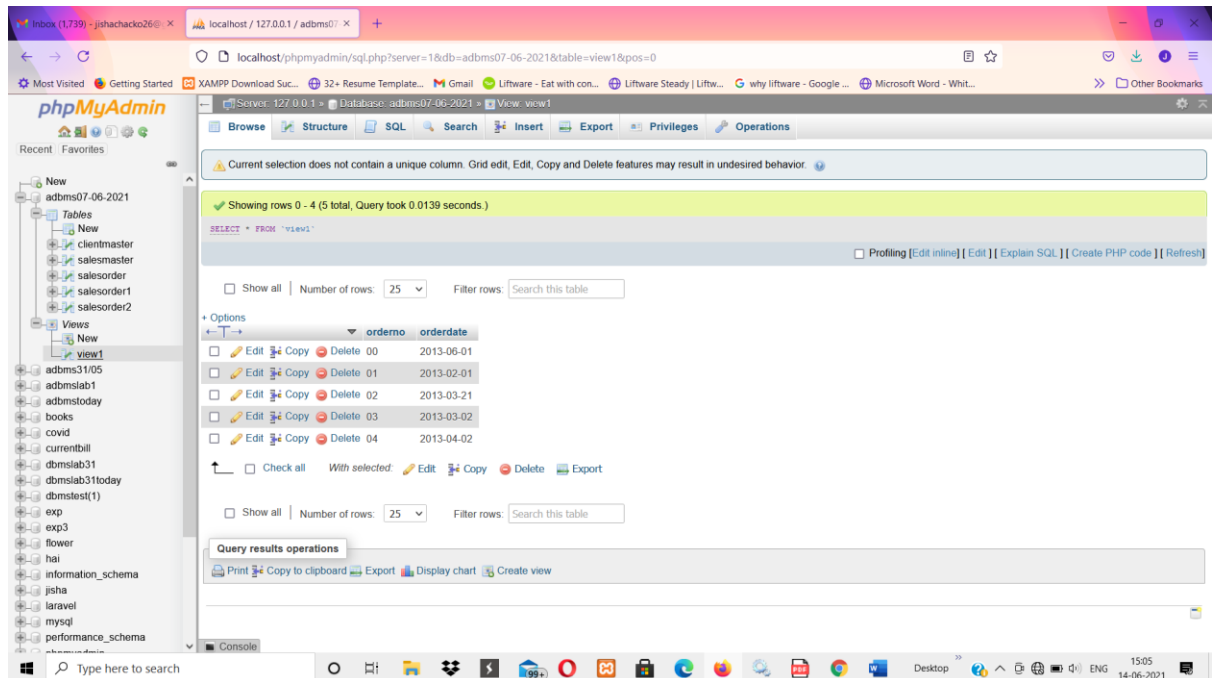 Inbox (1,739) - jishachacko26@
localhost / 127.0.0.1 / adbms07-
localhost/phpmyadmin/sql.php?server=1&db=adbms07-06-2021&table=view1&pos=0
Most Visited Getting Started XAMPP Download Suc... 32+ Resume Template... Gmail Liftware - Eat with con... Liftware Steady | Liftw... why liftware - Google ... Microsoft Word - Whit... Other Bookmarks
phpMyAdmin
Recent Favorites
New
adbms07-06-2021
Tables
New
clientmaster
salesmaster
salesorder
salesorder1
salesorder2
Views
New
view1
adbms31/05
adbmslab1
adbmstoday
books
covid
currentbill
dbmslab31
dbmslab31today
dbmstest(1)
exp
exp3
flower
hai
information_schema
jisha
laravel
mysql
performance_schema
Server: 127.0.0.1 » Database: adbms07-06-2021 » View: view1
Browse Structure SQL Search Insert Export Privileges Operations
Current selection does not contain a unique column. Grid edit, Edit, Copy and Delete features may result in undesired behavior.
Showing rows 0 - 4 (5 total, Query took 0.0139 seconds.)
SELECT * FROM `view1`
Profiling [Edit inline] [ Edit ] [ Explain SQL ] [ Create PHP code ] [ Refresh]
Show all | Number of rows: 25 Filter rows: Search this table
+ Options
orderno orderdate
Edit Copy Delete 00 2013-06-01
Edit Copy Delete 01 2013-02-01
Edit Copy Delete 02 2013-03-21
Edit Copy Delete 03 2013-03-02
Edit Copy Delete 04 2013-04-02
Check all With selected: Edit Copy Delete Export
Show all | Number of rows: 25 Filter rows: Search this table
Query results operations
Print Copy to clipboard Export Display chart Create view
Console
Type here to search
99+
Desktop
ENG
15:05
14-06-2021